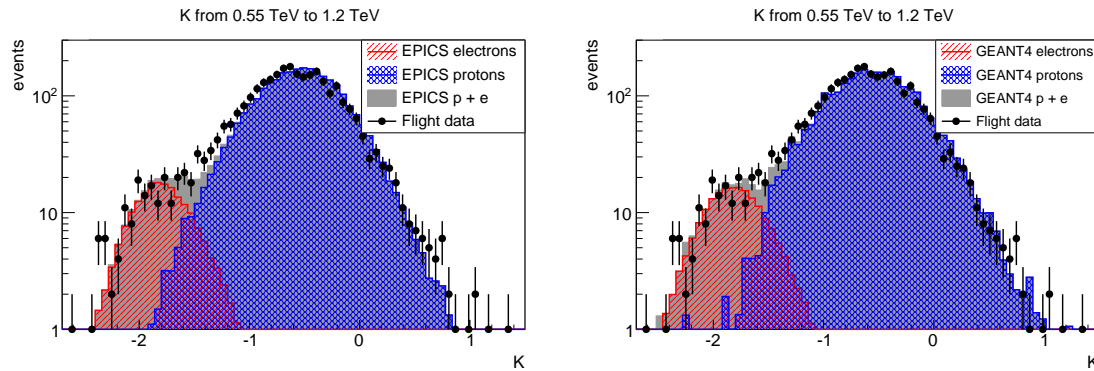 K from 0.55 TeV to 1.2 TeV
events
EPICS electrons
EPICS protons
EPICS p + e
Flight data
10²
10
1
-2
-1
0
1
K
K from 0.55 TeV to 1.2 TeV
events
GEANT4 electrons
GEANT4 protons
GEANT4 p + e
Flight data
10²
10
1
-2
-1
0
1
K